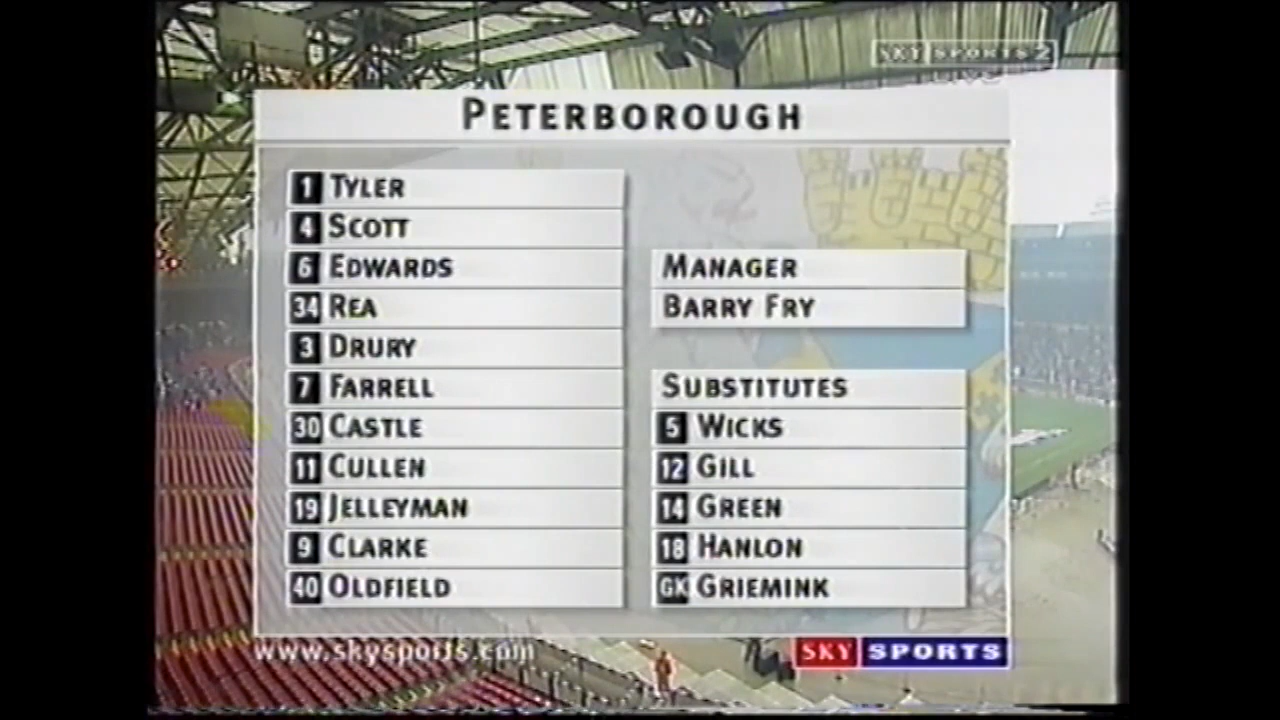 SKY SPORTS 2
LIVE
PETERBOROUGH
1 TYLER
4 SCOTT
6 EDWARDS
34 REA
3 DRURY
7 FARRELL
30 CASTLE
11 CULLEN
19 JELLEYMAN
9 CLARKE
40 OLDFIELD
MANAGER
BARRY FRY
SUBSTITUTES
5 WICKS
12 GILL
14 GREEN
18 HANLON
GK GRIEMINK
www.skysports.com
SKY SPORTS